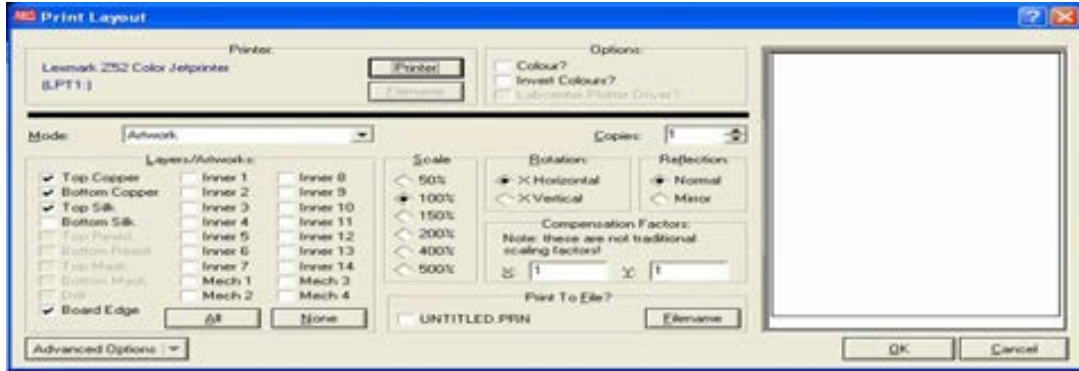 ARES Print Layout
Printer:
Lexmark Z52 Color Jetprinter
(LPT1:)
Printer
Filename
Options:
Colour?
Invert Colours?
Labcenter Plotter Driver?
Mode: Artwork
Copies: 1
Layers/Artworks:
Top Copper Inner 1 Inner 8
Bottom Copper Inner 2 Inner 9
Top Silk Inner 3 Inner 10
Bottom Silk Inner 4 Inner 11
Top Resist Inner 5 Inner 12
Bottom Resist Inner 6 Inner 13
Top Mask Inner 7 Inner 14
Bottom Mask Mech 1 Mech 3
Drill Mech 2 Mech 4
Board Edge All None
Scale
50%
100%
150%
200%
400%
500%
Rotation:
X Horizontal
X Vertical
Reflection:
Normal
Mirror
Compensation Factors:
Note: these are not traditional
scaling factors!
X: 1 Y: 1
Print To File?
UNTITLED.PRN Filename
Advanced Options
OK Cancel